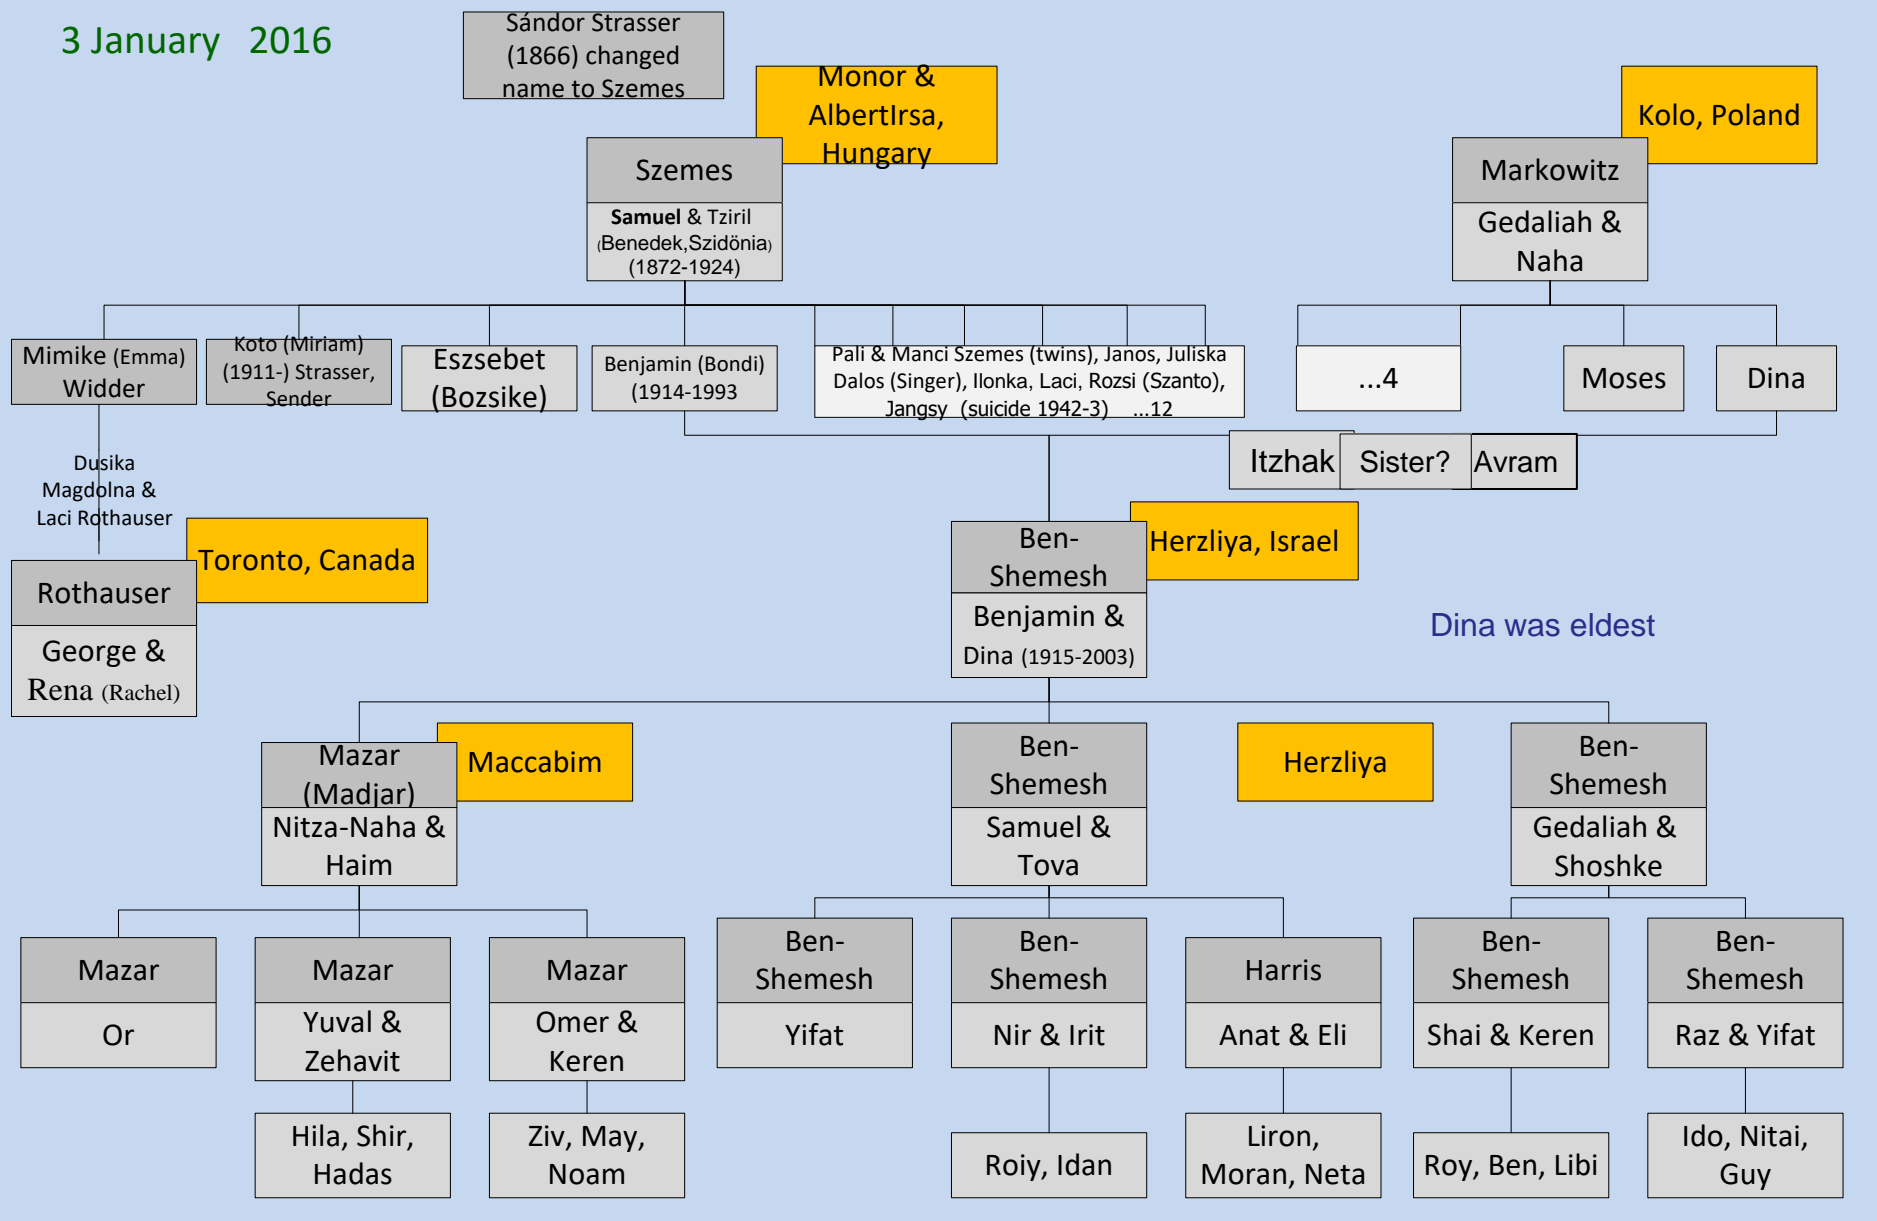 3 January 2016
Sándor Strasser
(1866) changed
name to Szemes
Monor &
AlbertIrsa,
Hungary
Kolo, Poland
Szemes
Samuel & Tziril
(Benedek,Szidönia)
(1872-1924)
Markowitz
Gedaliah &
Naha
Mimike (Emma)
Widder
Koto (Miriam)
(1911-) Strasser,
Sender
Eszsebet
(Bozsike)
Benjamin (Bondi)
(1914-1993
Pali & Manci Szemes (twins), Janos, Juliska
Dalos (Singer), Ilonka, Laci, Rozsi (Szanto),
Jangsy (suicide 1942-3) ...12
...4
Moses
Dina
Itzhak
Sister?
Avram
Dusika
Magdolna &
Laci Rothauser
Toronto, Canada
Rothauser
George &
Rena (Rachel)
Ben-
Shemesh
Benjamin &
Dina (1915-2003)
Herzliya, Israel
Dina was eldest
Mazar
(Madjar)
Nitza-Naha &
Haim
Maccabim
Ben-
Shemesh
Samuel &
Tova
Herzliya
Ben-
Shemesh
Gedaliah &
Shoshke
Mazar
Or
Mazar
Yuval &
Zehavit
Mazar
Omer &
Keren
Ben-
Shemesh
Yifat
Ben-
Shemesh
Nir & Irit
Harris
Anat & Eli
Ben-
Shemesh
Shai & Keren
Ben-
Shemesh
Raz & Yifat
Hila, Shir,
Hadas
Ziv, May,
Noam
Roiy, Idan
Liron,
Moran, Neta
Roy, Ben, Libi
Ido, Nitai,
Guy